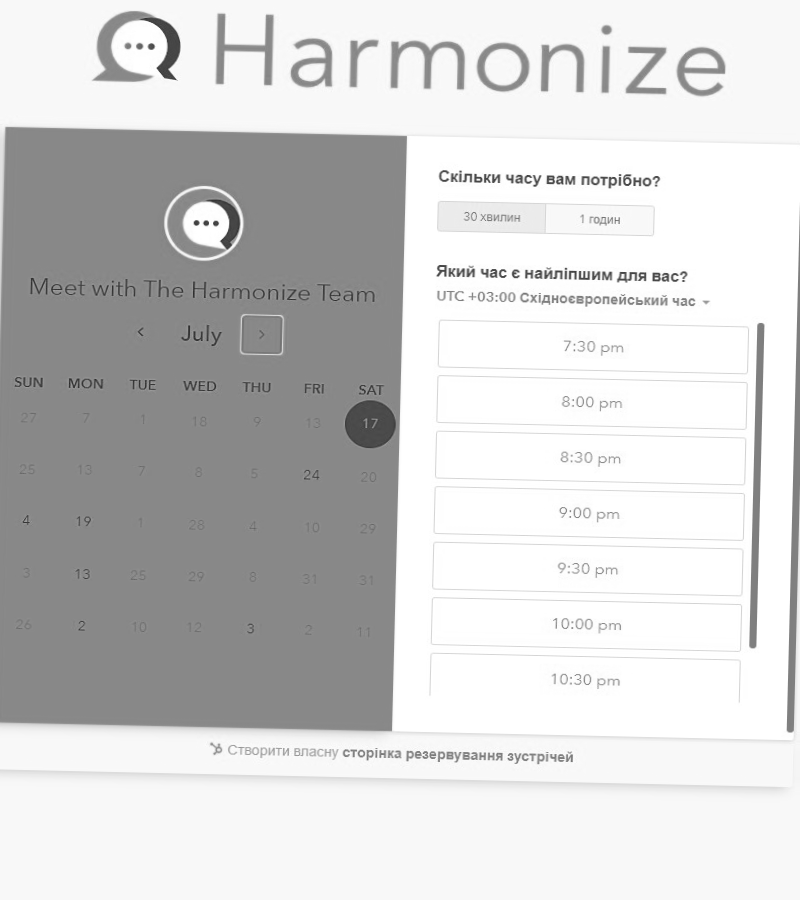 Harmonize
Meet with The Harmonize Team
July
SUN MON TUE WED THU FRI SAT
27 7 1 18 9 13 17
25 13 7 8 5 24 20
4 19 1 28 4 10 29
3 13 25 29 8 31 31
26 2 10 12 3 2 11
Скільки часу вам потрібно?
30 хвилин 1 годин
Який час є найліпшим для вас?
UTC +03:00 Східноєвропейський час
7:30 pm
8:00 pm
8:30 pm
9:00 pm
9:30 pm
10:00 pm
10:30 pm
Створити власну сторінка резервування зустрічей